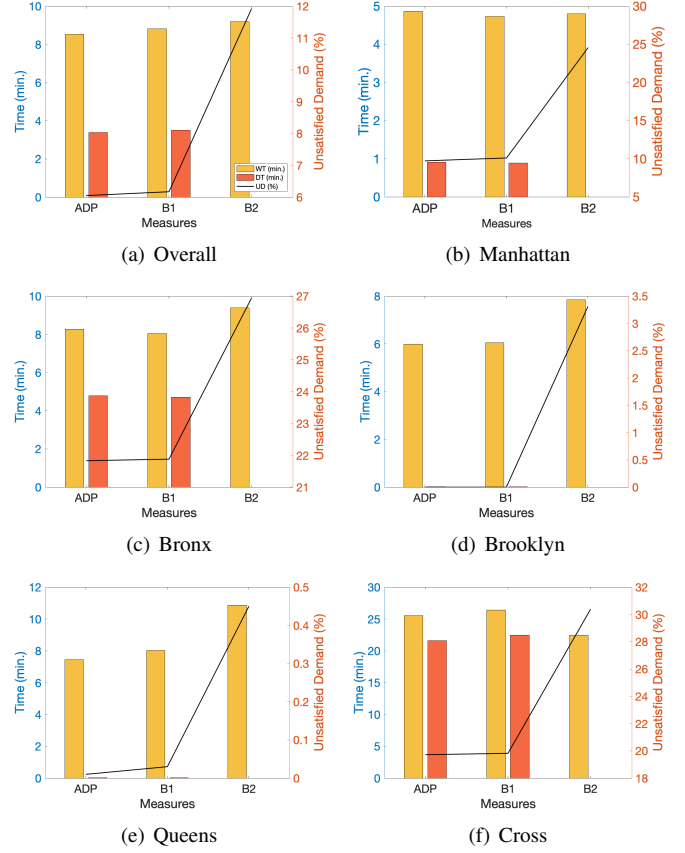 10
8
6
4
2
0
Time (min.)
12
11
10
9
8
7
6
Unsatisfied Demand (%)
WT (min.)
DT (min.)
UD (%)
ADP B1 B2
Measures
(a) Overall
5
4
3
2
1
0
Time (min.)
30
25
20
15
10
5
Unsatisfied Demand (%)
ADP B1 B2
Measures
(b) Manhattan
10
8
6
4
2
0
Time (min.)
27
26
25
24
23
22
21
Unsatisfied Demand (%)
ADP B1 B2
Measures
(c) Bronx
8
6
4
2
0
Time (min.)
3.5
3
2.5
2
1.5
1
0.5
0
Unsatisfied Demand (%)
ADP B1 B2
Measures
(d) Brooklyn
12
10
8
6
4
2
0
Time (min.)
0.5
0.4
0.3
0.2
0.1
0
Unsatisfied Demand (%)
ADP B1 B2
Measures
(e) Queens
30
25
20
15
10
5
0
Time (min.)
32
30
28
26
24
22
20
18
Unsatisfied Demand (%)
ADP B1 B2
Measures
(f) Cross